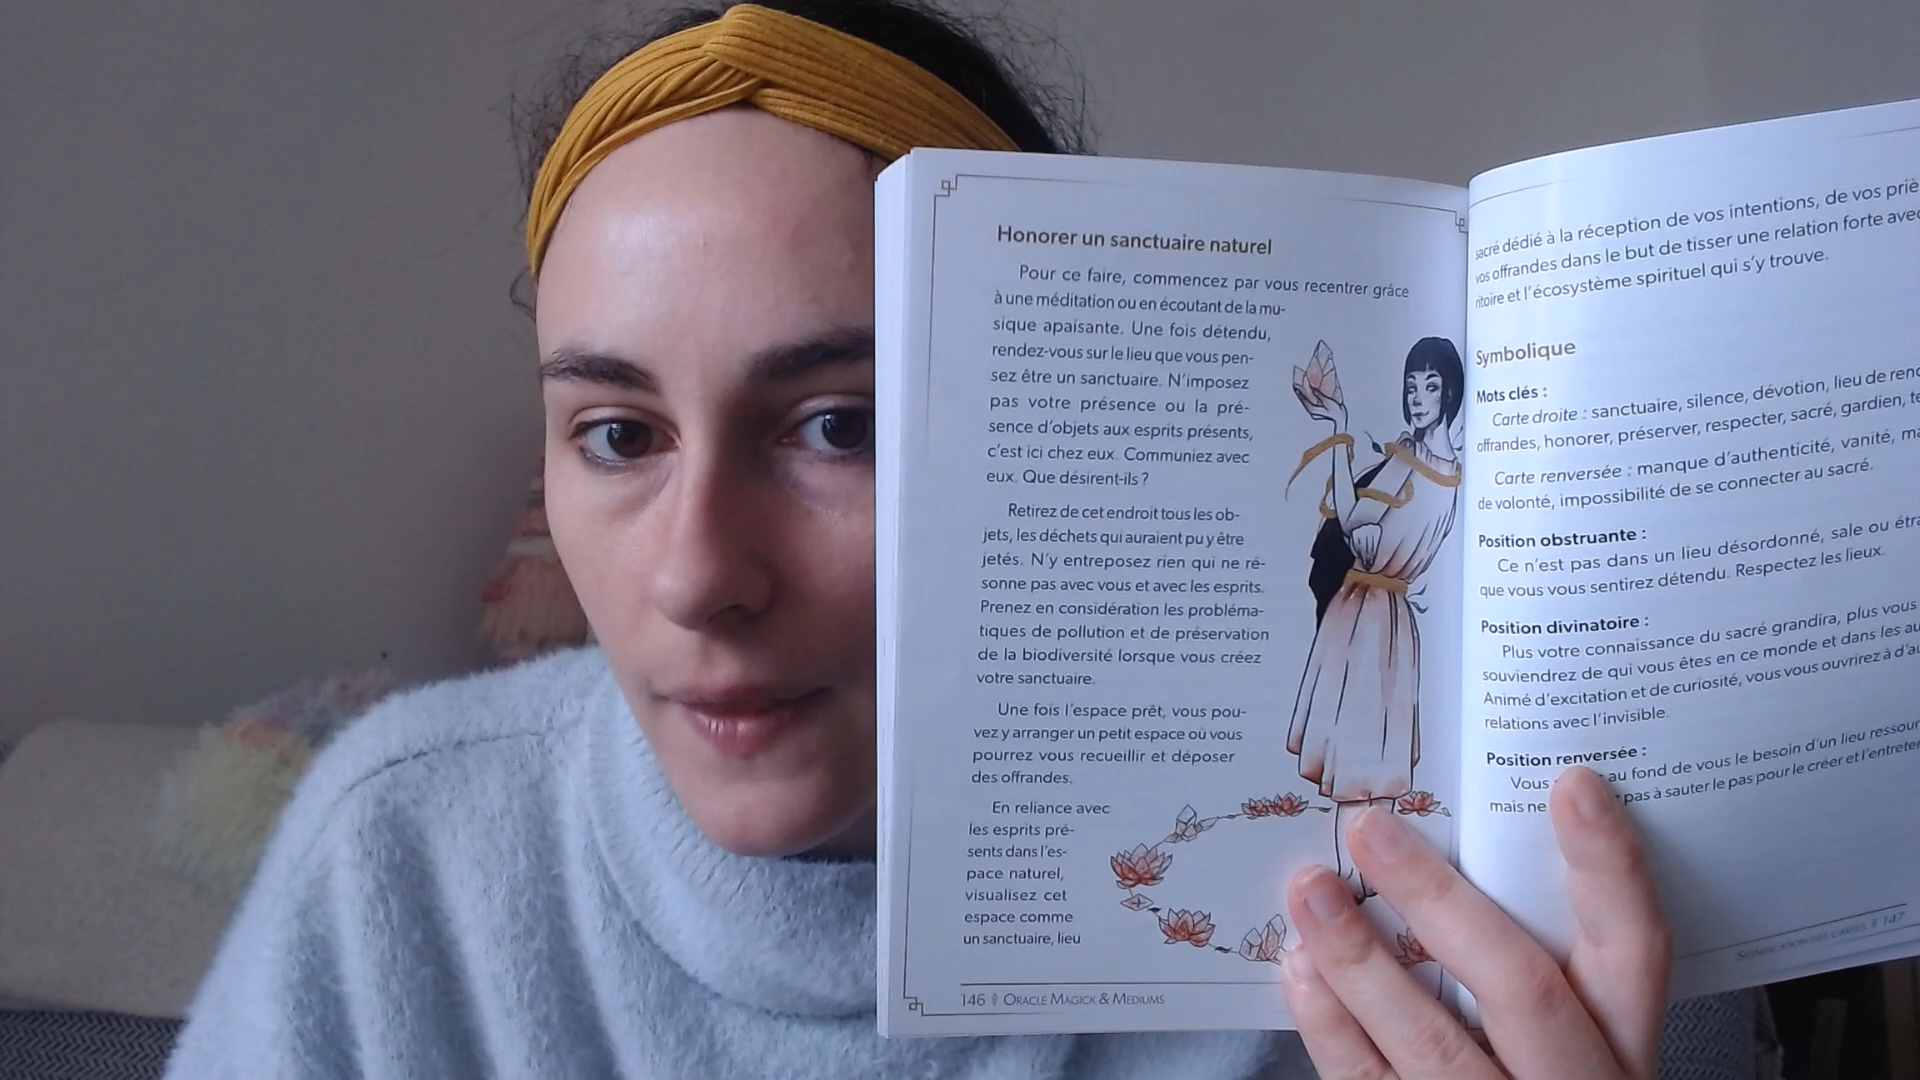 Honorer un sanctuaire naturel
Pour ce faire, commencez par vous recentrer grâce
à une méditation ou en écoutant de la mu-
sique apaisante. Une fois détendu,
rendez-vous sur le lieu que vous pen-
sez être un sanctuaire. N'imposez
pas votre présence ou la pré-
sence d'objets aux esprits présents,
c'est ici chez eux. Communiez avec
eux. Que désirent-ils ?
Retirez de cet endroit tous les ob-
jets, les déchets qui auraient pu y être
jetés. N'y entreposez rien qui ne ré-
sonne pas avec vous et avec les esprits.
Prenez en considération les probléma-
tiques de pollution et de préservation
de la biodiversité lorsque vous créez
votre sanctuaire.
Une fois l'espace prêt, vous pou-
vez y arranger un petit espace où vous
pourrez vous recueillir et déposer
des offrandes.
En reliance avec
les esprits pré-
sents dans l'es-
pace naturel,
visualisez cet
espace comme
un sanctuaire, lieu
146 Oracle Magick & Mediums
sacré dédié à la réception de vos intentions, de vos
vos offrandes dans le but de tisser une relation forte avec
et l'écosystème spirituel qui s'y trouve.
Symbolique
Mots clés :
Carte droite : sanctuaire, silence, dévotion, lieu de
offrandes, honorer, préserver, respecter, sacré, gardien,
Carte renversée : manque d'authenticité, vanité,
de volonté, impossibilité de se connecter au sacré.
Position obstruante :
Ce n'est pas dans un lieu désordonné, sale ou
que vous vous sentirez détendu. Respectez les lieux.
Position divinatoire :
Plus votre connaissance du sacré grandira, plus vous
souviendrez de qui vous êtes en ce monde et dans les
Animé d'excitation et de curiosité, vous vous ouvrirez à
relations avec l'invisible.
Position renversée :
Vous au fond de vous le besoin d'un lieu
mais ne pas à sauter le pas pour le créer et
Signification des cartes 147